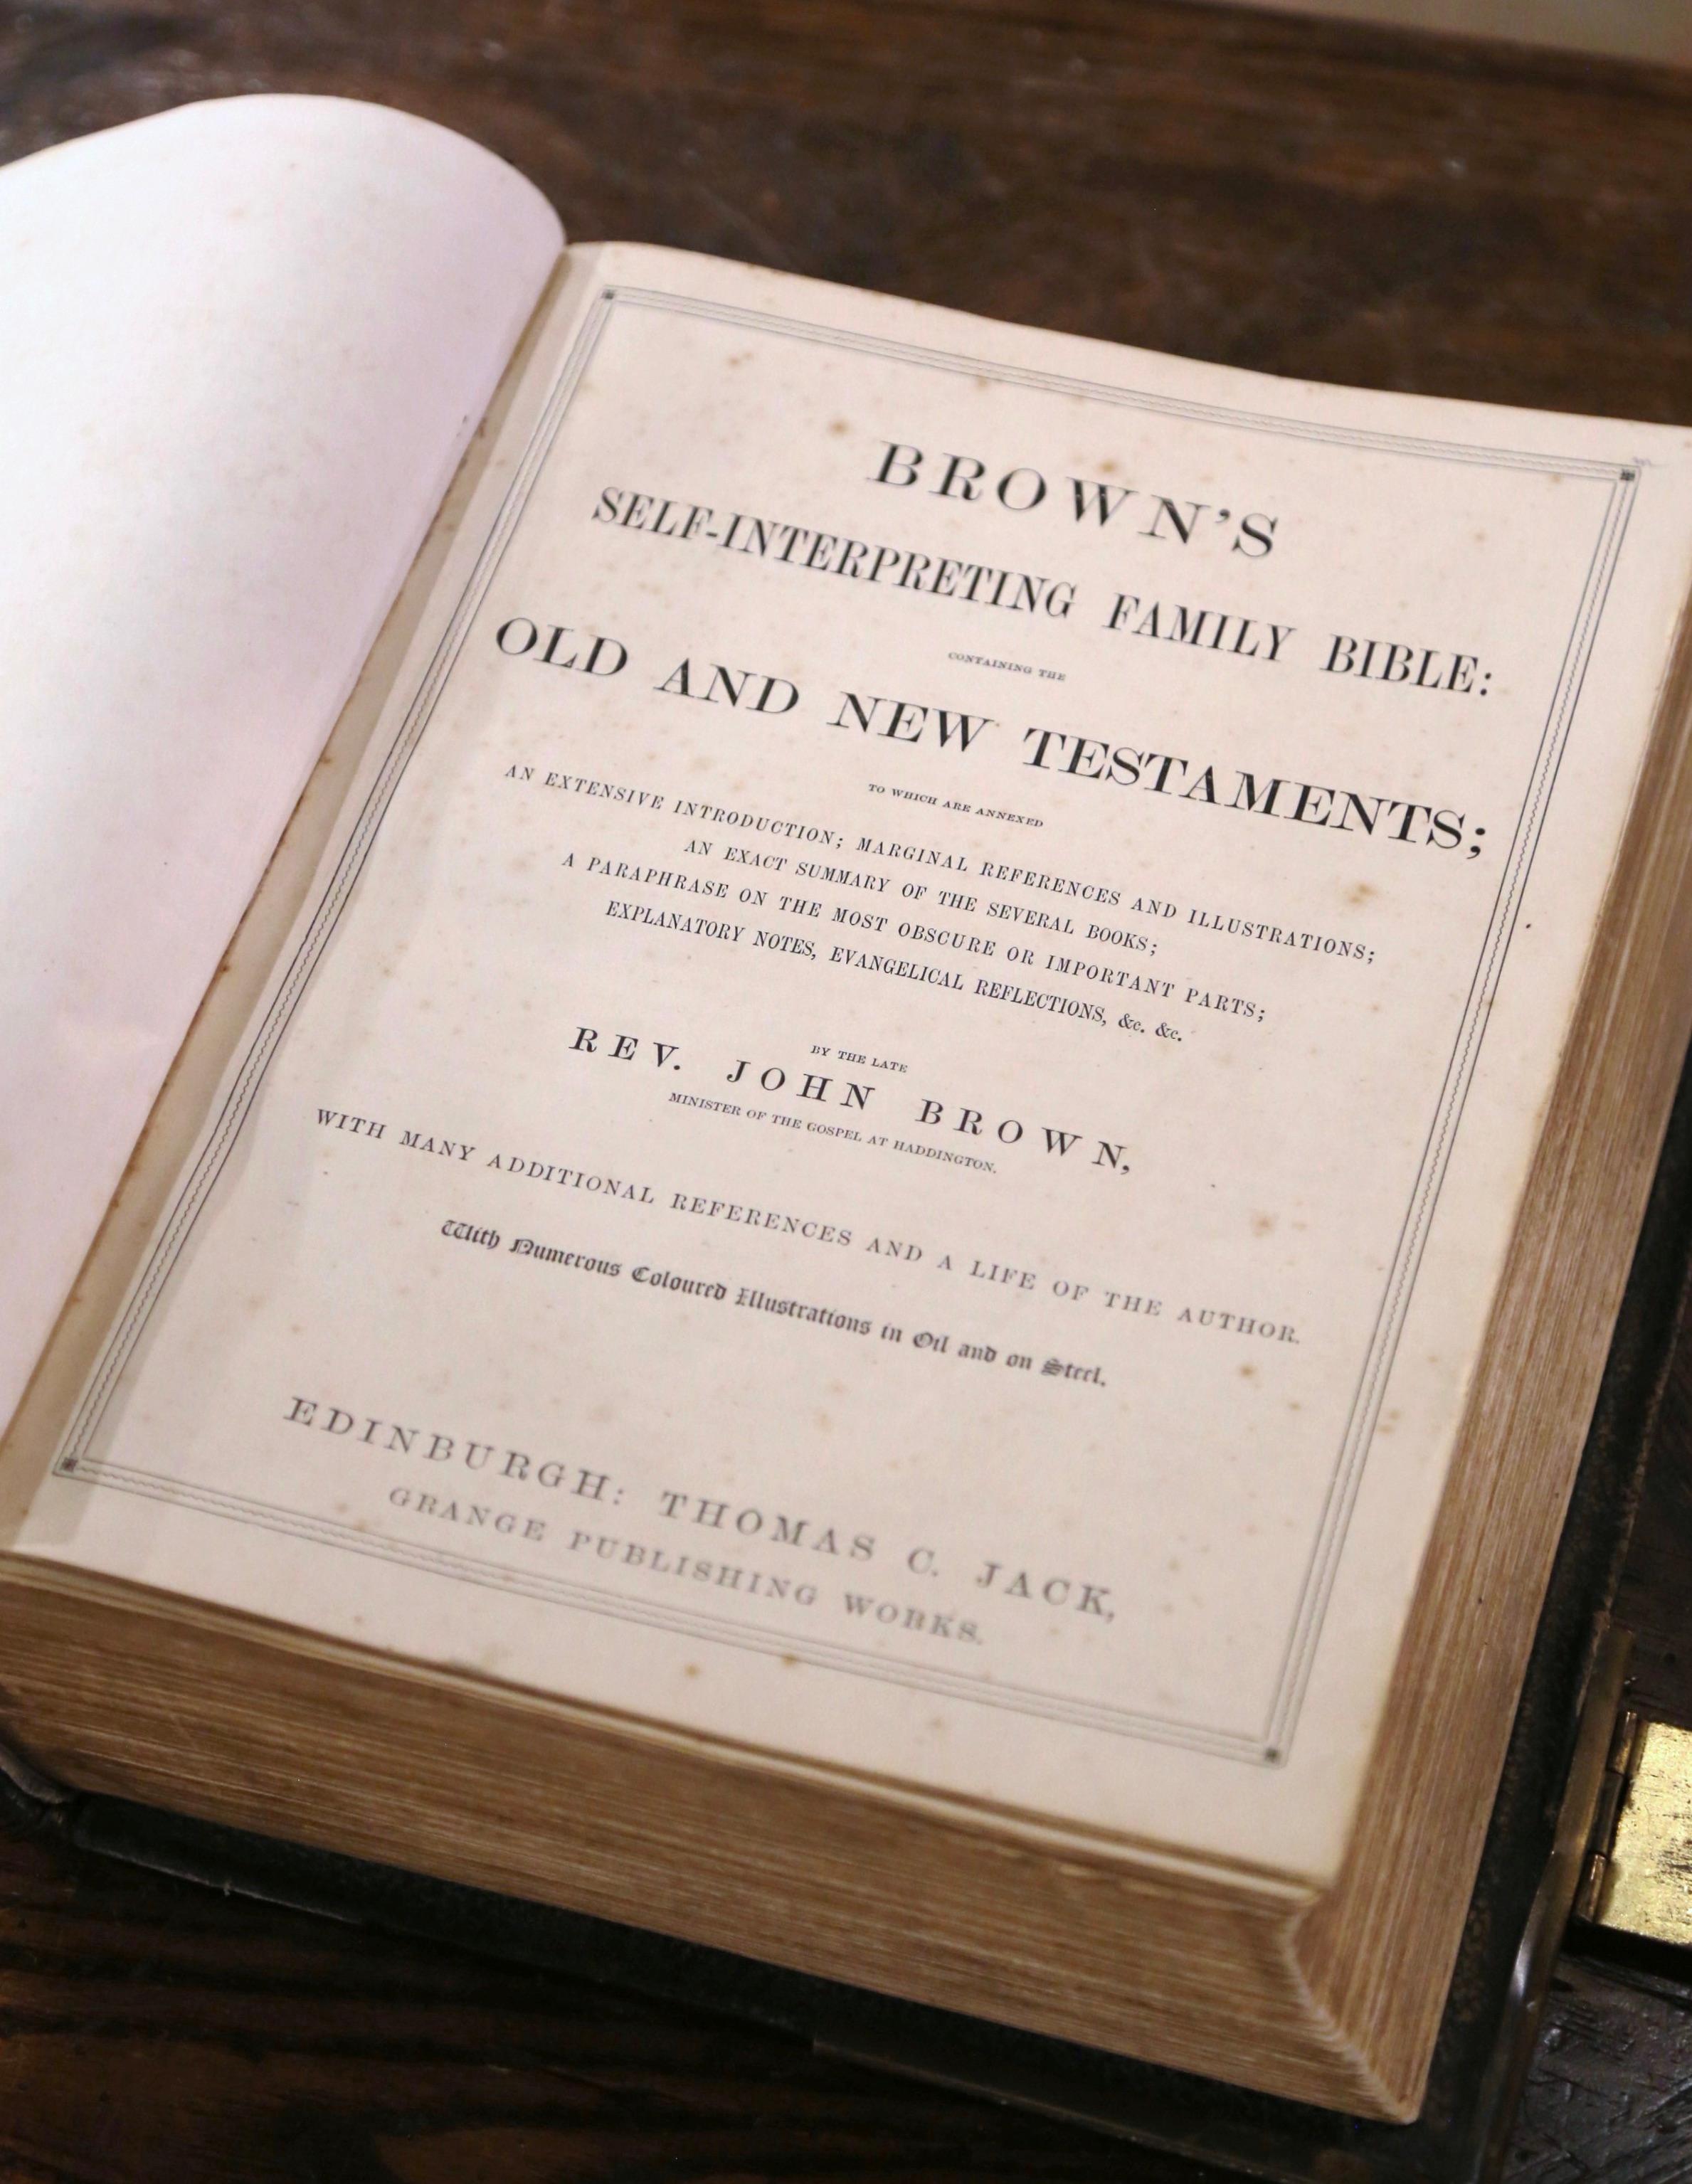 BROWN'S
SELF-INTERPRETING FAMILY BIBLE:
CONTAINING THE
OLD AND NEW TESTAMENTS;
TO WHICH ARE ANNEXED
AN EXTENSIVE INTRODUCTION; MARGINAL REFERENCES AND ILLUSTRATIONS;
AN EXACT SUMMARY OF THE SEVERAL BOOKS;
A PARAPHRASE ON THE MOST OBSCURE OR IMPORTANT PARTS;
EXPLANATORY NOTES, EVANGELICAL REFLECTIONS, &c. &c.
BY THE LATE
REV. JOHN BROWN,
MINISTER OF THE GOSPEL AT HADDINGTON.
WITH MANY ADDITIONAL REFERENCES AND A LIFE OF THE AUTHOR.
With Numerous Coloured Illustrations in Oil and on Steel.
EDINBURGH: THOMAS C. JACK,
GRANGE PUBLISHING WORKS.